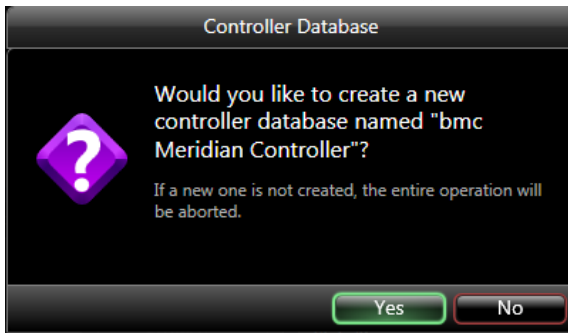 Controller Database
Would you like to create a new
controller database named "bmc
Meridian Controller"?
If a new one is not created, the entire operation will
be aborted.
Yes
No